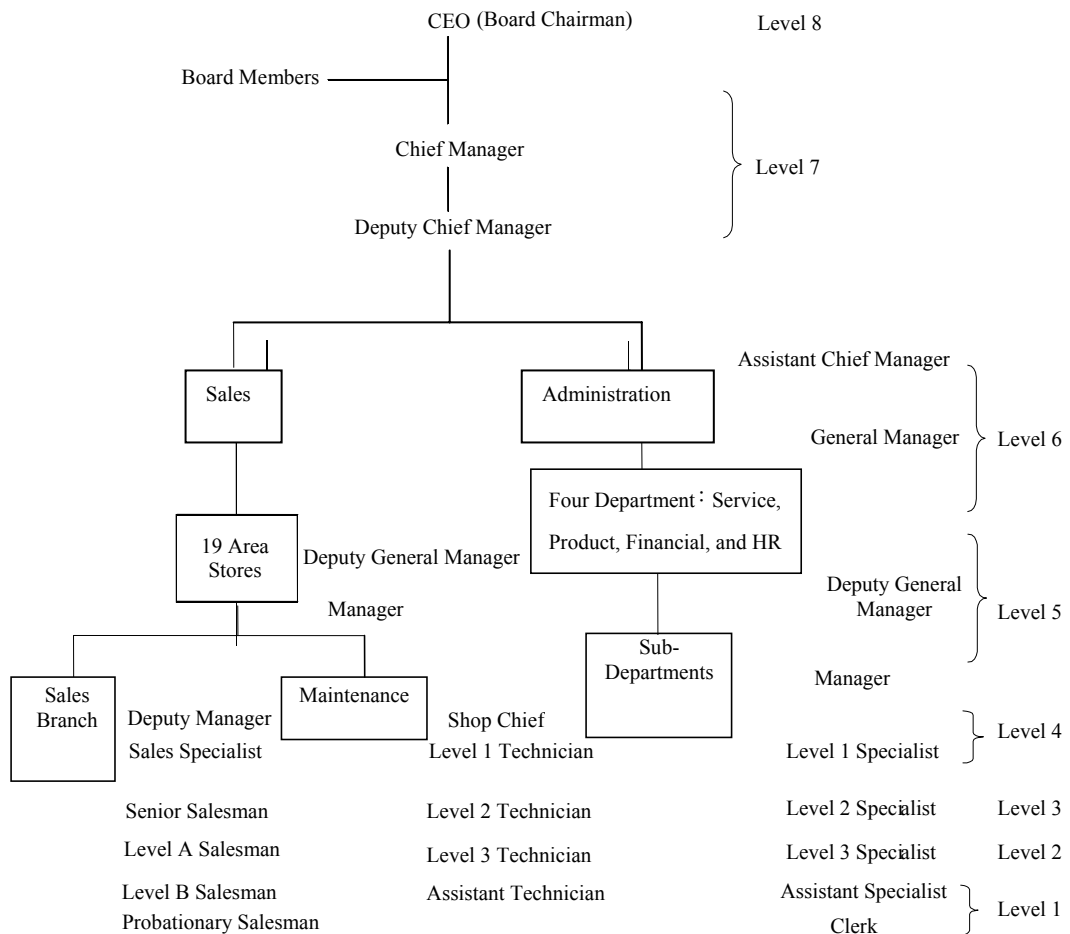 CEO (Board Chairman)
Level 8
Board Members
Chief Manager
Level 7
Deputy Chief Manager
Assistant Chief Manager
Sales
Administration
General Manager
Level 6
Four Department：Service,
Product, Financial, and HR
19 Area
Stores
Deputy General Manager
Deputy General
Manager
Level 5
Manager
Sub-
Departments
Manager
Sales
Branch
Maintenance
Deputy Manager
Shop Chief
Level 4
Sales Specialist
Level 1 Technician
Level 1 Specialist
Senior Salesman
Level 2 Technician
Level 2 Specialist
Level 3
Level A Salesman
Level 3 Technician
Level 3 Specialist
Level 2
Level B Salesman
Assistant Technician
Assistant Specialist
Level 1
Probationary Salesman
Clerk